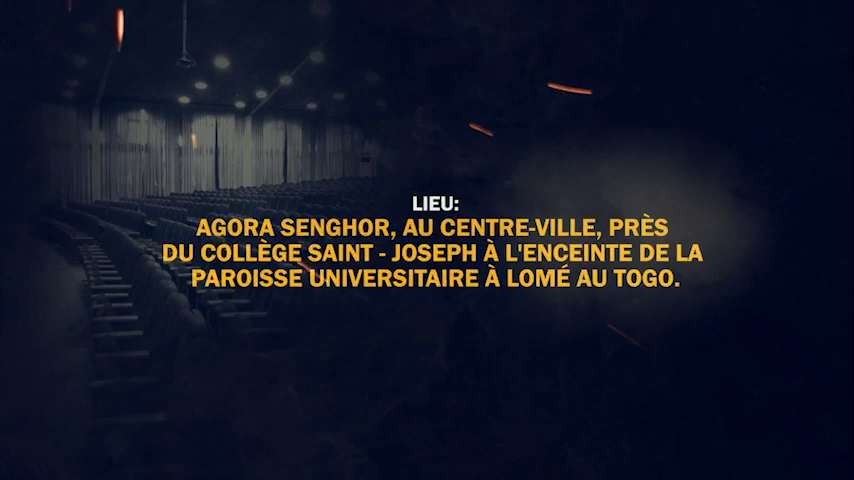 LIEU:
AGORA SENGHOR, AU CENTRE-VILLE, PRÈS
DU COLLÈGE SAINT - JOSEPH À L'ENCEINTE DE LA
PAROISSE UNIVERSITAIRE À LOMÉ AU TOGO.